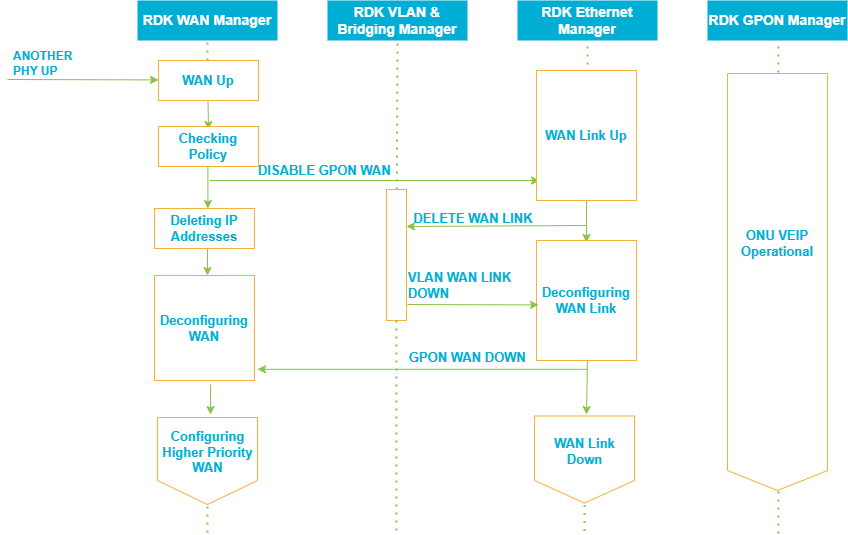 RDK WAN Manager
RDK VLAN &
Bridging Manager
RDK Ethernet
Manager
RDK GPON Manager
ANOTHER
PHY UP
WAN Up
Checking
Policy
WAN Link Up
DISABLE GPON WAN
Deleting IP
Addresses
DELETE WAN LINK
ONU VEIP
Operational
VLAN WAN LINK
DOWN
Deconfiguring
WAN Link
Deconfiguring
WAN
GPON WAN DOWN
Configuring
Higher Priority
WAN
WAN Link
Down